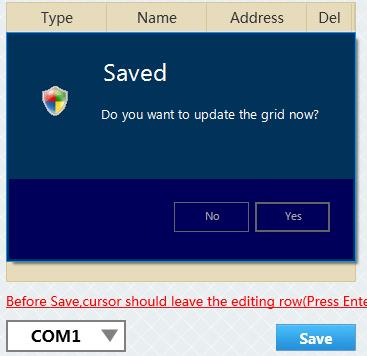 Type Name Address Del
Saved
Do you want to update the grid now?
No Yes
Before Save,cursor should leave the editing row(Press Ente
COM1 Save